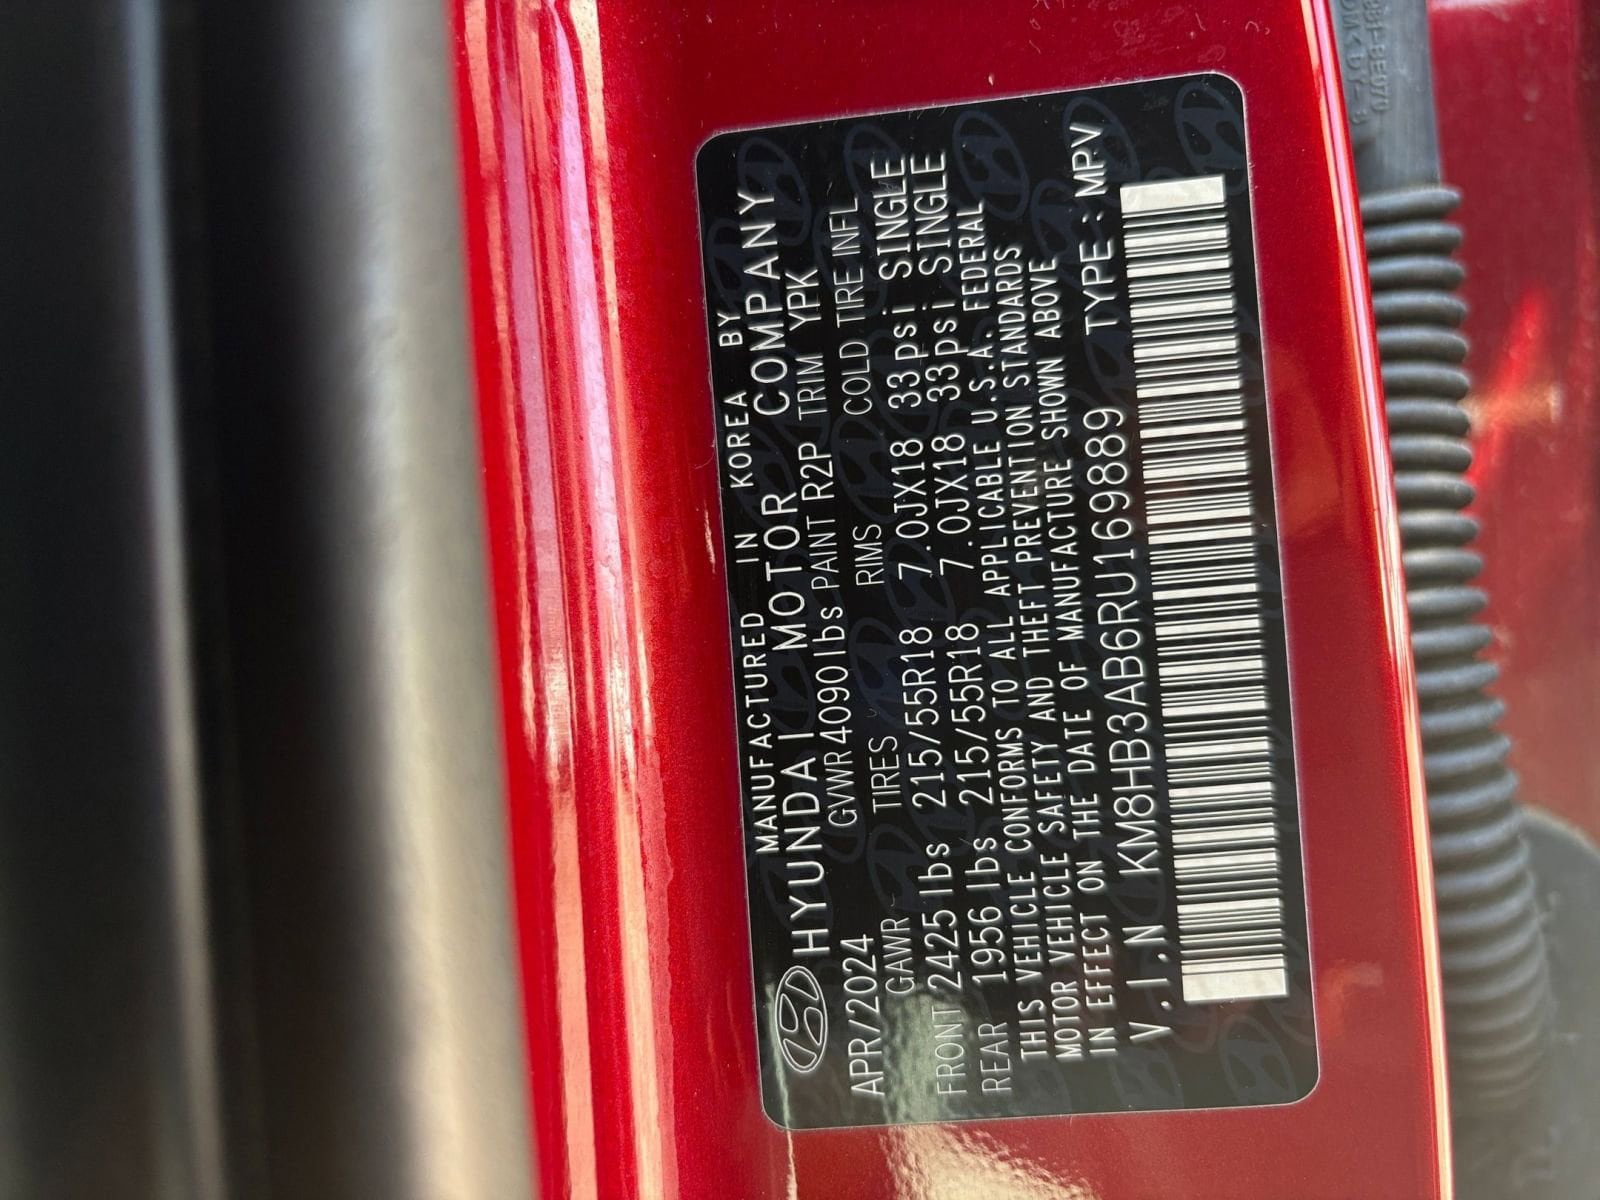 MANUFACTURED IN KOREA BY
HYUNDAI MOTOR COMPANY
APR/2024 GVWR 4090lbs PAINT R2P TRIM YPK
GAWR TIRES RIMS COLD TIRE INFL
FRONT 2425 lbs 215/55R18 7.0JX18 33psi SINGLE
REAR 1956 lbs 215/55R18 7.0JX18 33psi SINGLE
THIS VEHICLE CONFORMS TO ALL APPLICABLE U.S.A. FEDERAL
MOTOR VEHICLE SAFETY AND THEFT PREVENTION STANDARDS
IN EFFECT ON THE DATE OF MANUFACTURE SHOWN ABOVE
V.I.N KM8HB3AB6RU169889 TYPE : MPV